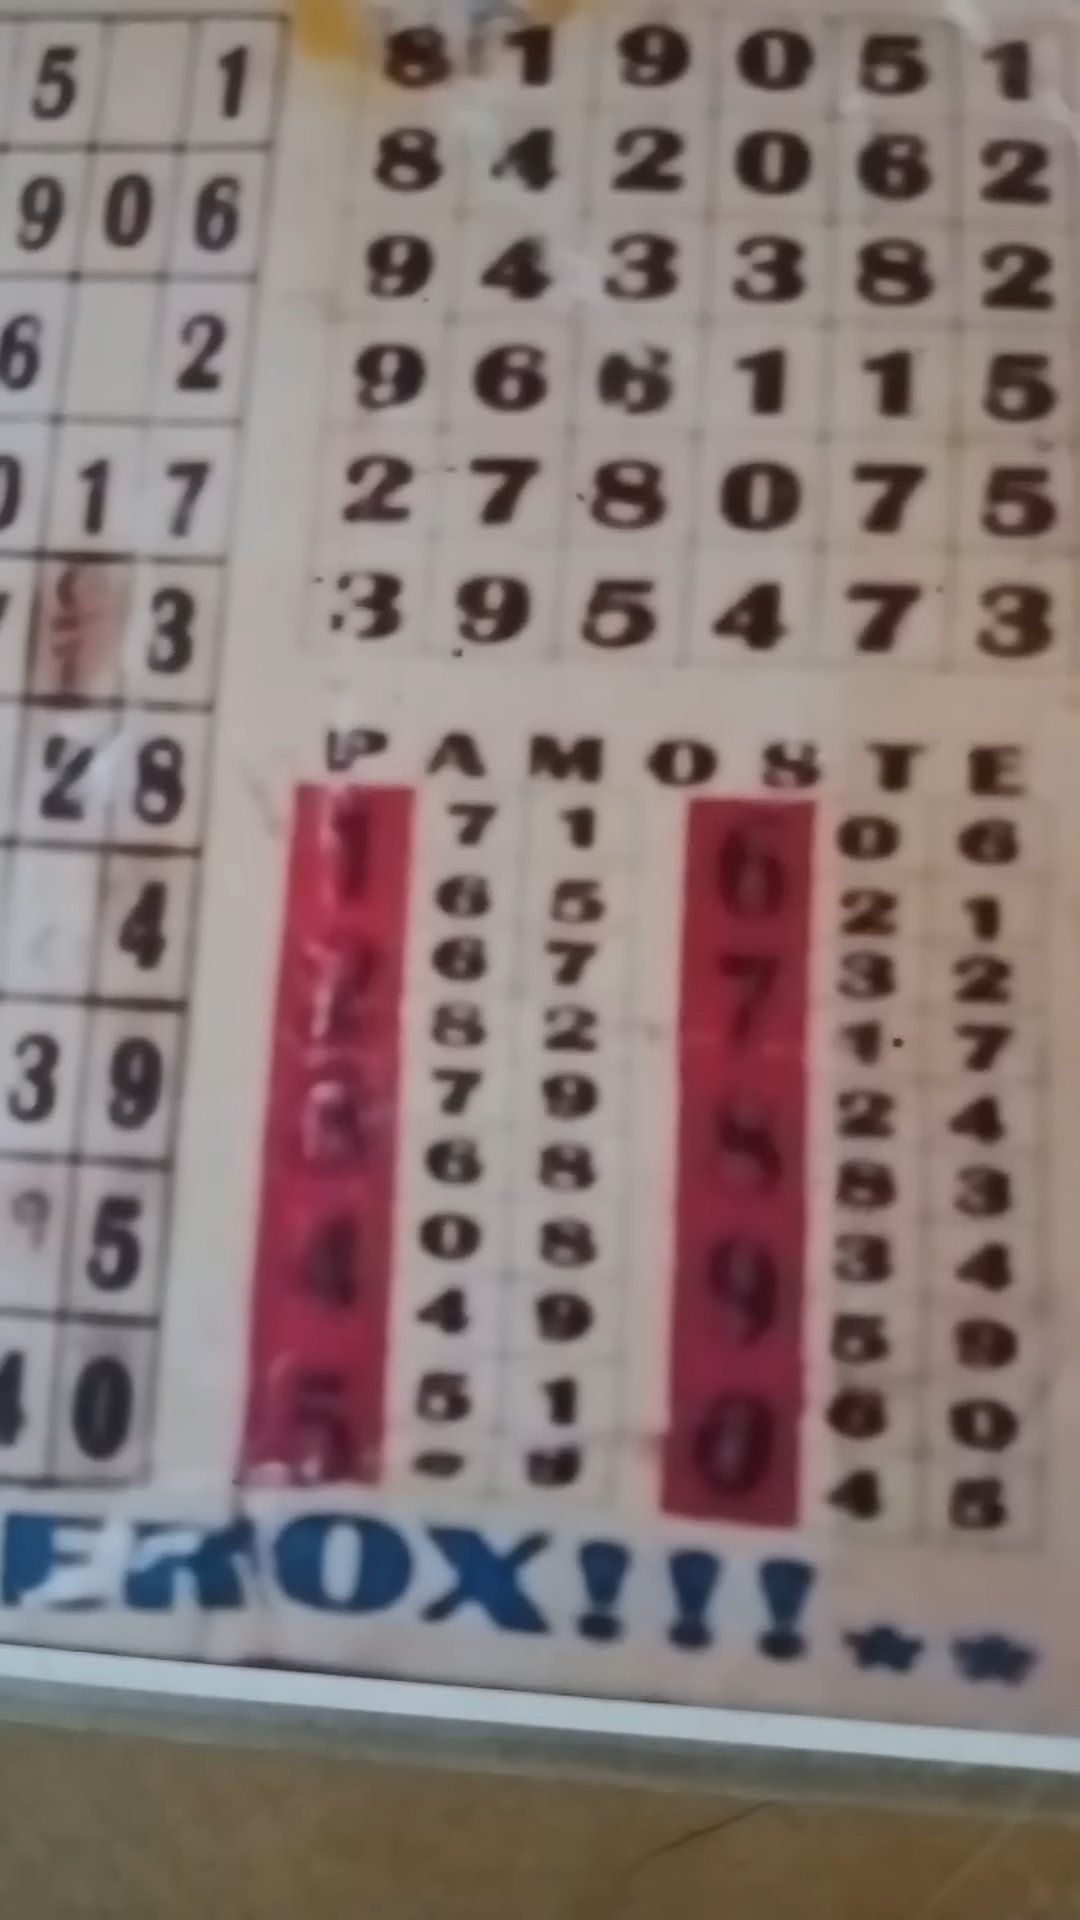 5 1
9 0 6
6 2
1 7
3
2 8
4
3 9
9 5
4 0
8 1 9 0 5 1
8 4 2 0 6 2
9 4 3 3 8 2
9 6 6 1 1 5
2 7 8 0 7 5
3 9 5 4 7 3
P A M O S T E
1 7 1 6 0 6
6 5 2 1
2 6 7 7 3 2
8 2 1 7
3 7 9 8 2 4
6 8 8 3
4 0 8 9 3 4
4 9 5 9
5 5 1 0 6 0
4 5
EROX!!!★★